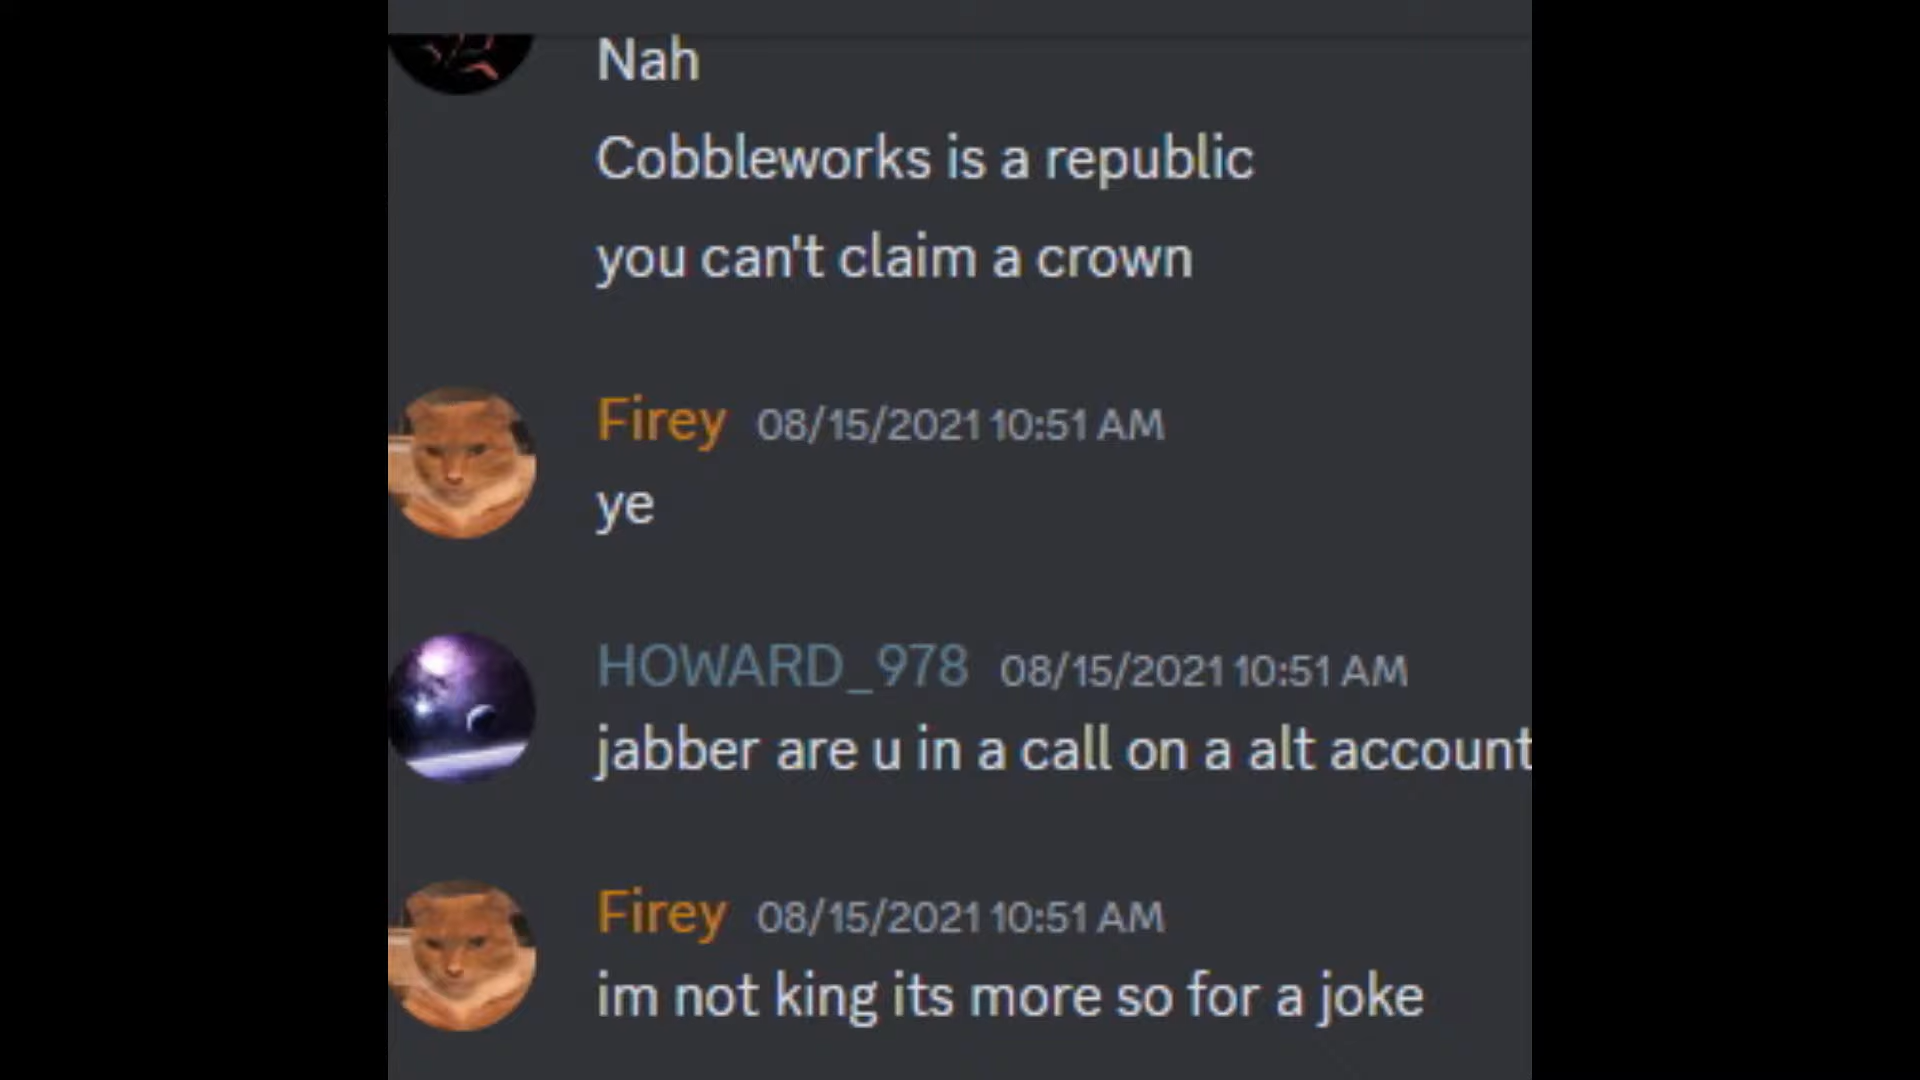 Nah
Cobbleworks is a republic
you can't claim a crown
Firey 08/15/2021 10:51 AM
ye
HOWARD_978 08/15/2021 10:51 AM
jabber are u in a call on a alt account
Firey 08/15/2021 10:51 AM
im not king its more so for a joke